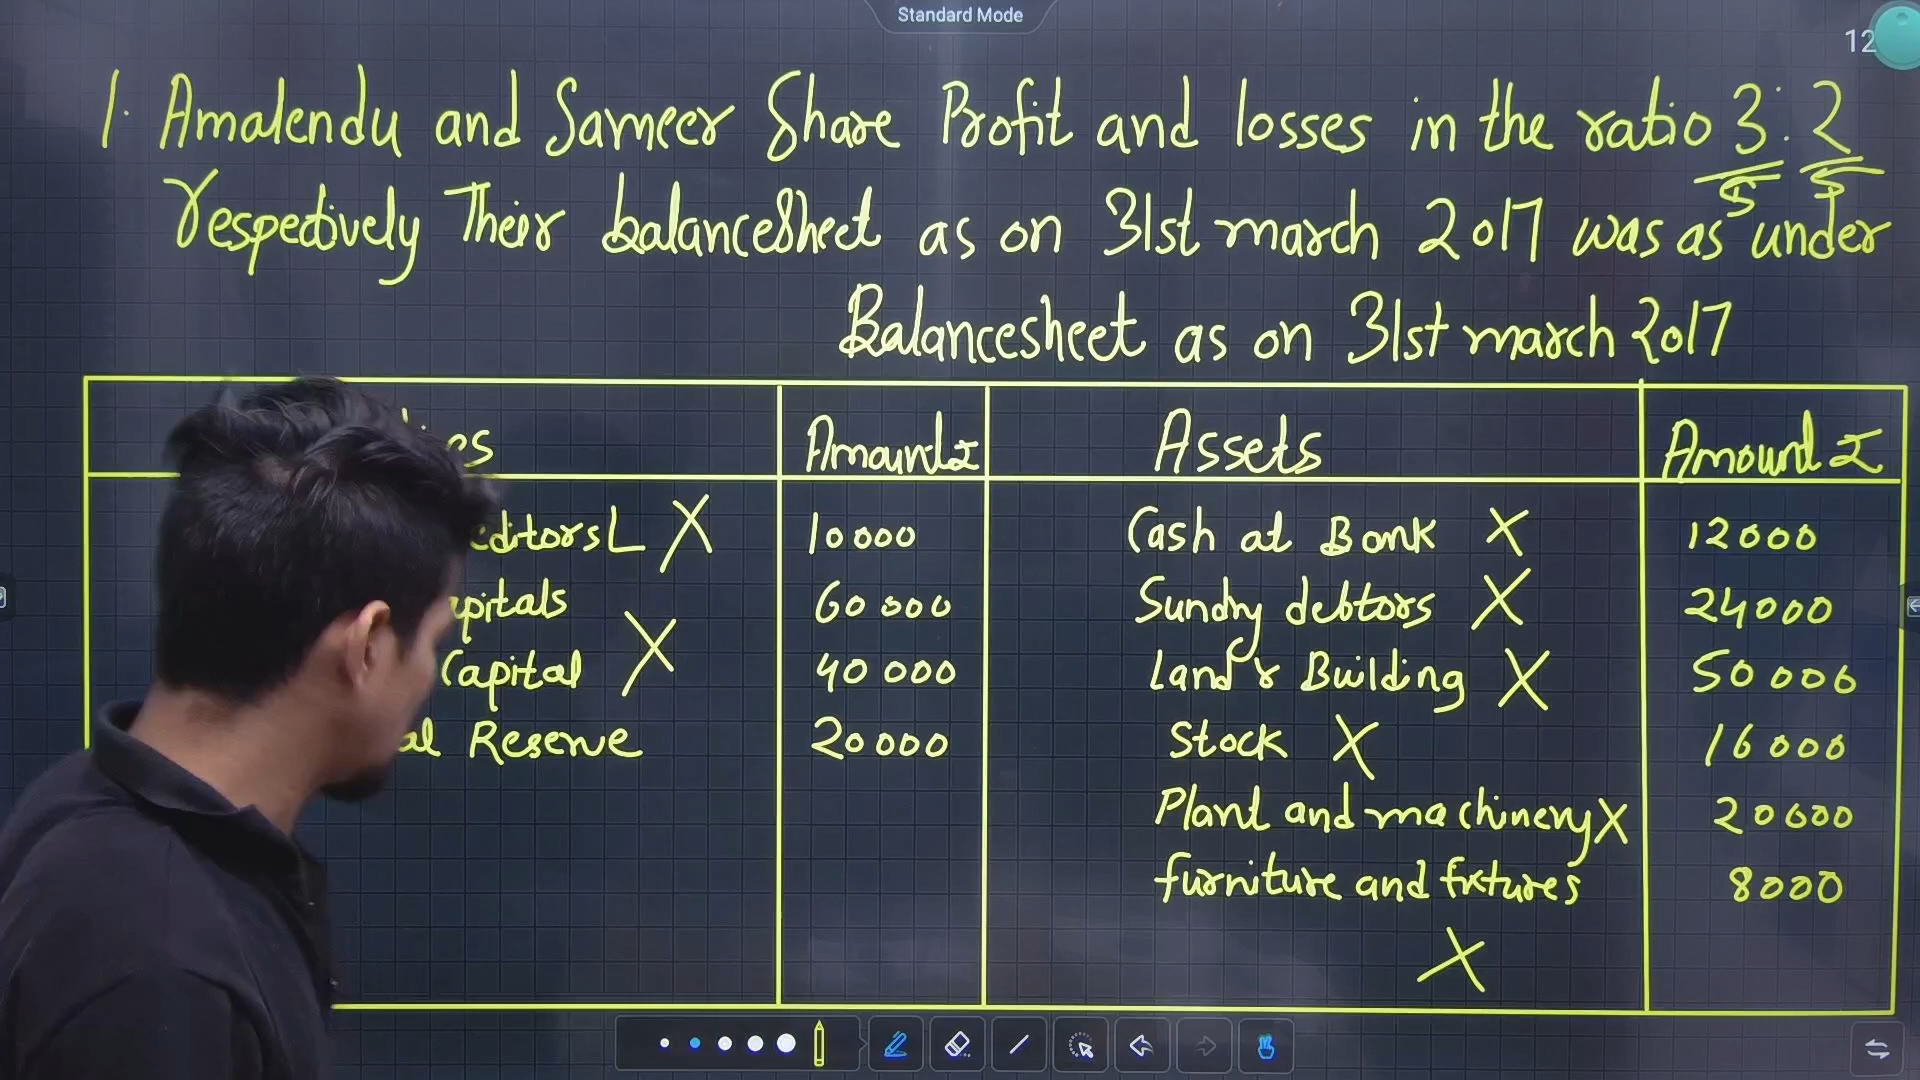 Standard Mode
12
1. Amalendu and Sameer Share Profit and losses in the ratio 3:2
5 5
respectively Their balancesheet as on 31st march 2017 was as under
Balancesheet as on 31st march 2017
Amount ₹ Assets Amount ₹
X 10000 Cash at Bank X 12000
60000 Sundry debtors X 24000
Capital X 40000 Land & Building X 50000
Reserve 20000 Stock X 16000
Plant and machinery X 20000
furniture and fixtures 8000
X